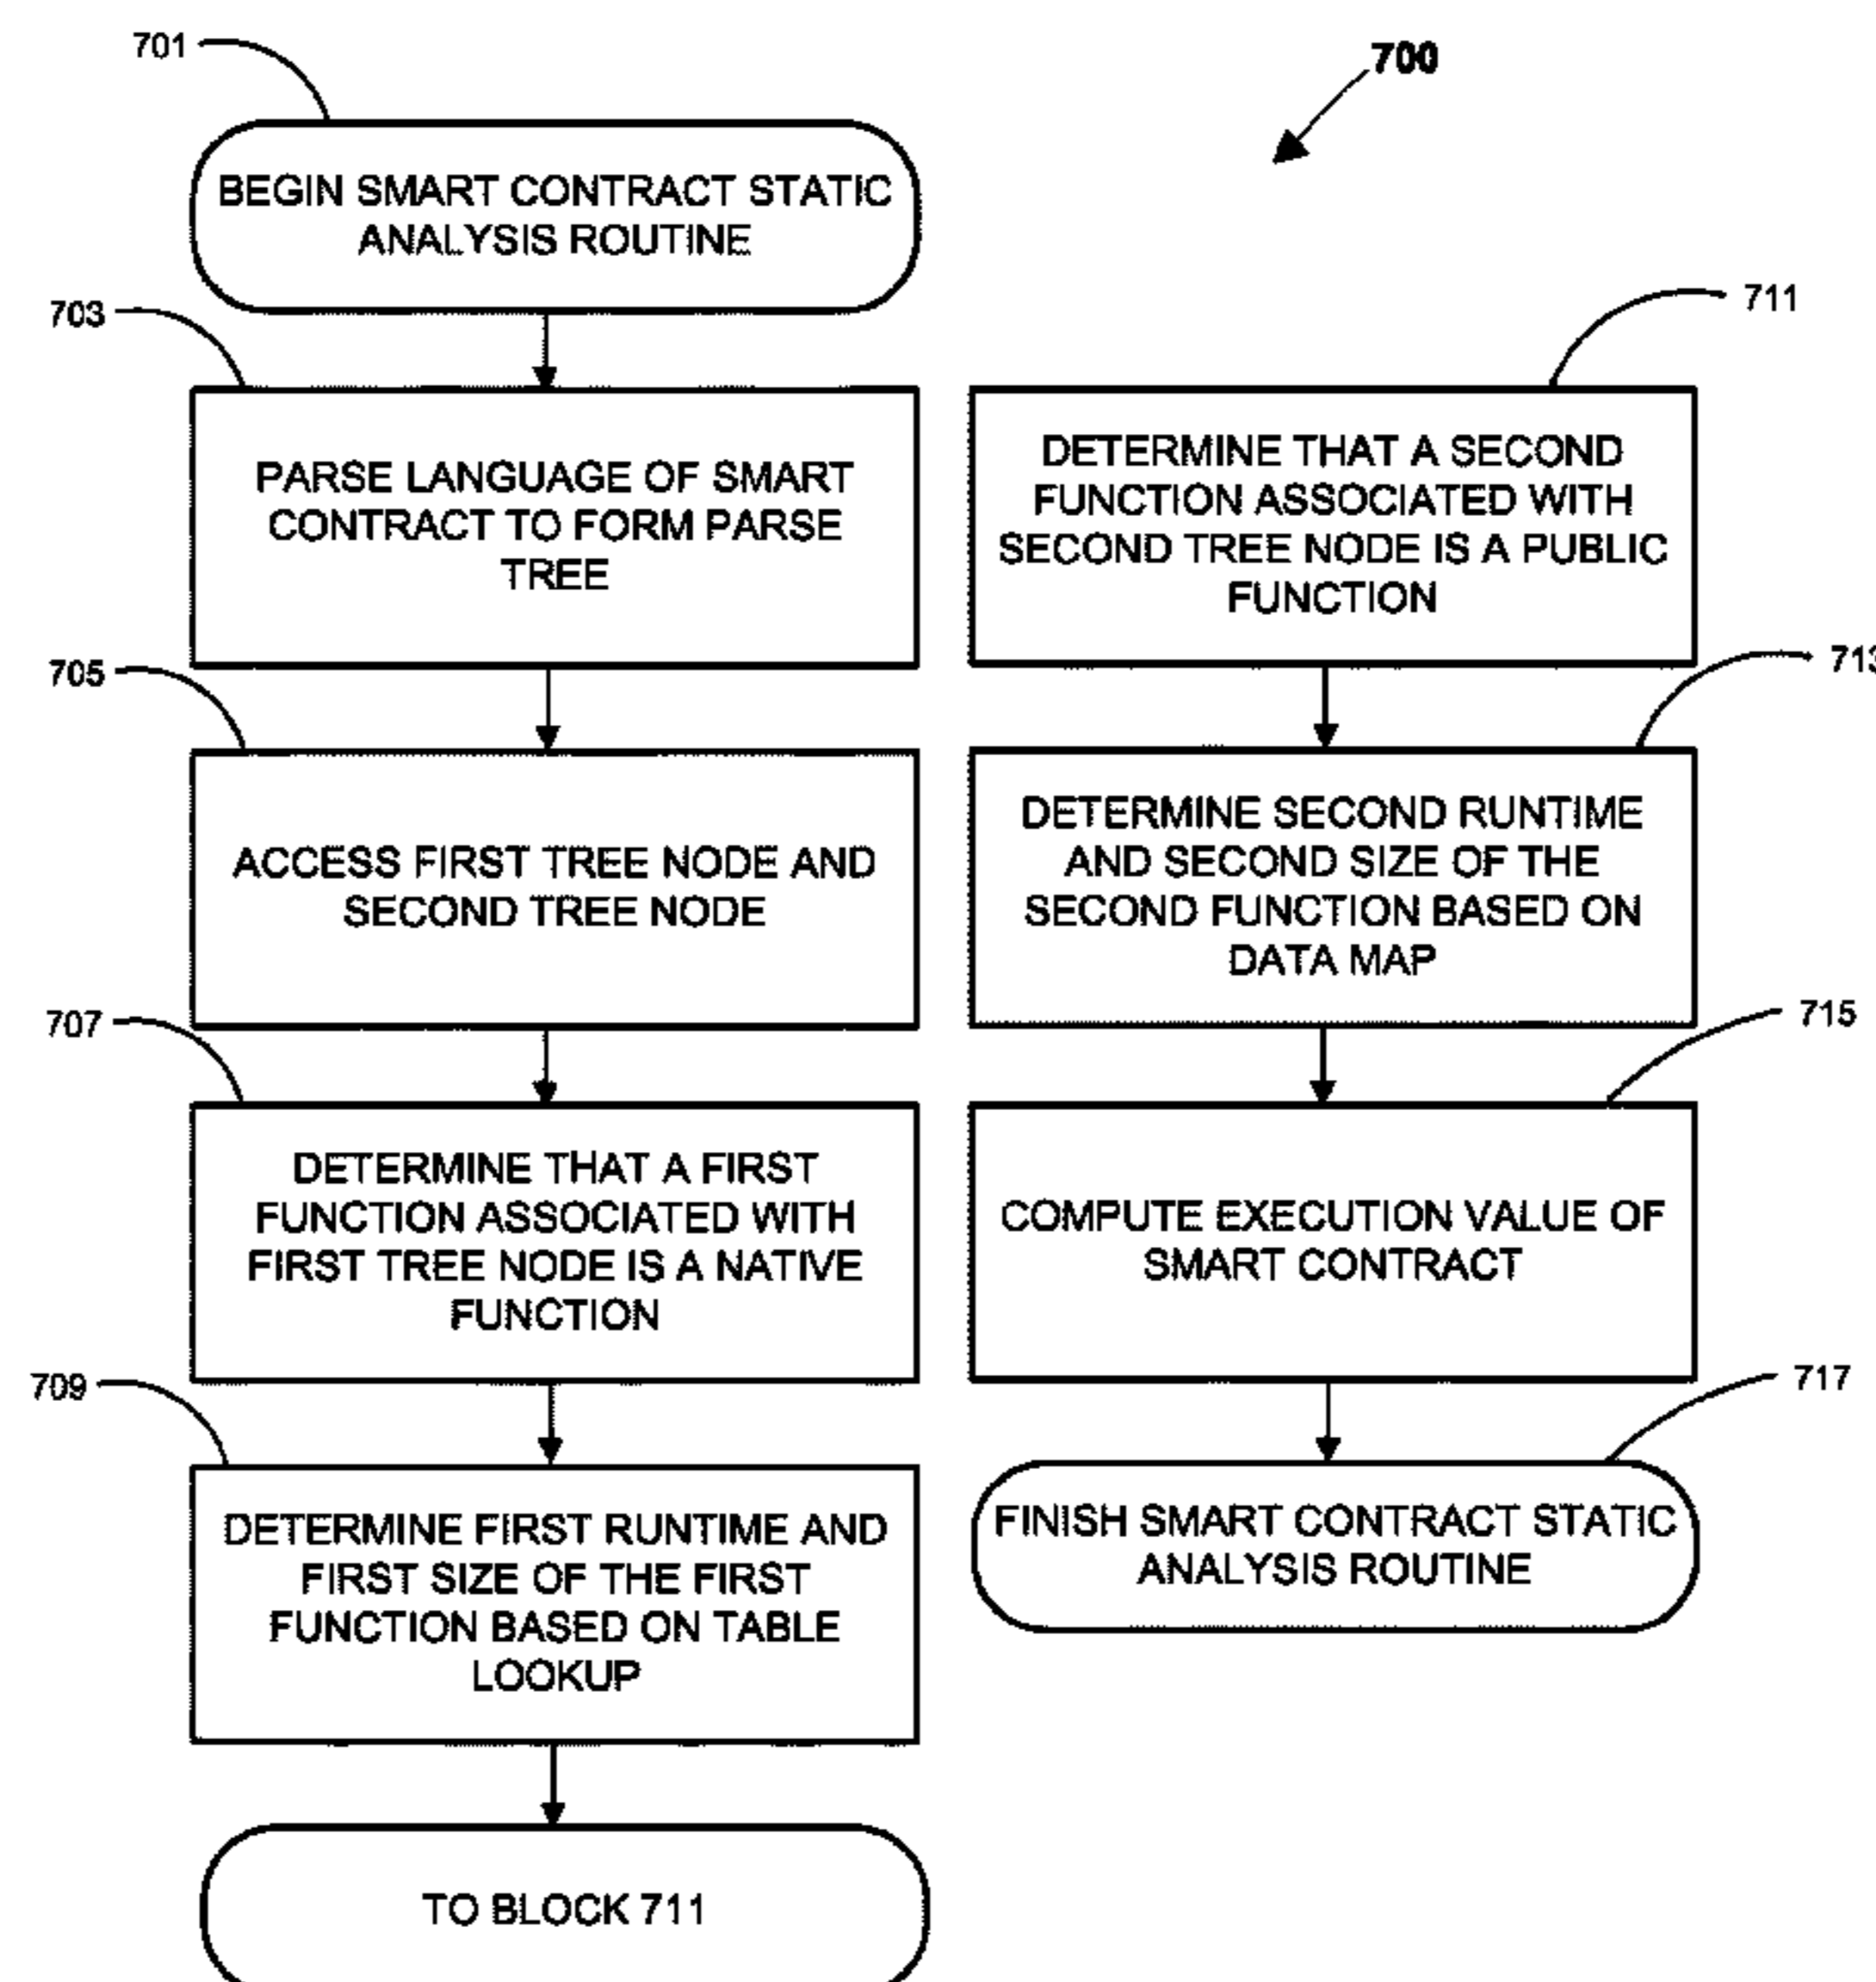 701
700
BEGIN SMART CONTRACT STATIC
ANALYSIS ROUTINE
703
PARSE LANGUAGE OF SMART
CONTRACT TO FORM PARSE
TREE
705
ACCESS FIRST TREE NODE AND
SECOND TREE NODE
707
DETERMINE THAT A FIRST
FUNCTION ASSOCIATED WITH
FIRST TREE NODE IS A NATIVE
FUNCTION
709
DETERMINE FIRST RUNTIME AND
FIRST SIZE OF THE FIRST
FUNCTION BASED ON TABLE
LOOKUP
TO BLOCK 711
711
DETERMINE THAT A SECOND
FUNCTION ASSOCIATED WITH
SECOND TREE NODE IS A PUBLIC
FUNCTION
713
DETERMINE SECOND RUNTIME
AND SECOND SIZE OF THE
SECOND FUNCTION BASED ON
DATA MAP
715
COMPUTE EXECUTION VALUE OF
SMART CONTRACT
717
FINISH SMART CONTRACT STATIC
ANALYSIS ROUTINE